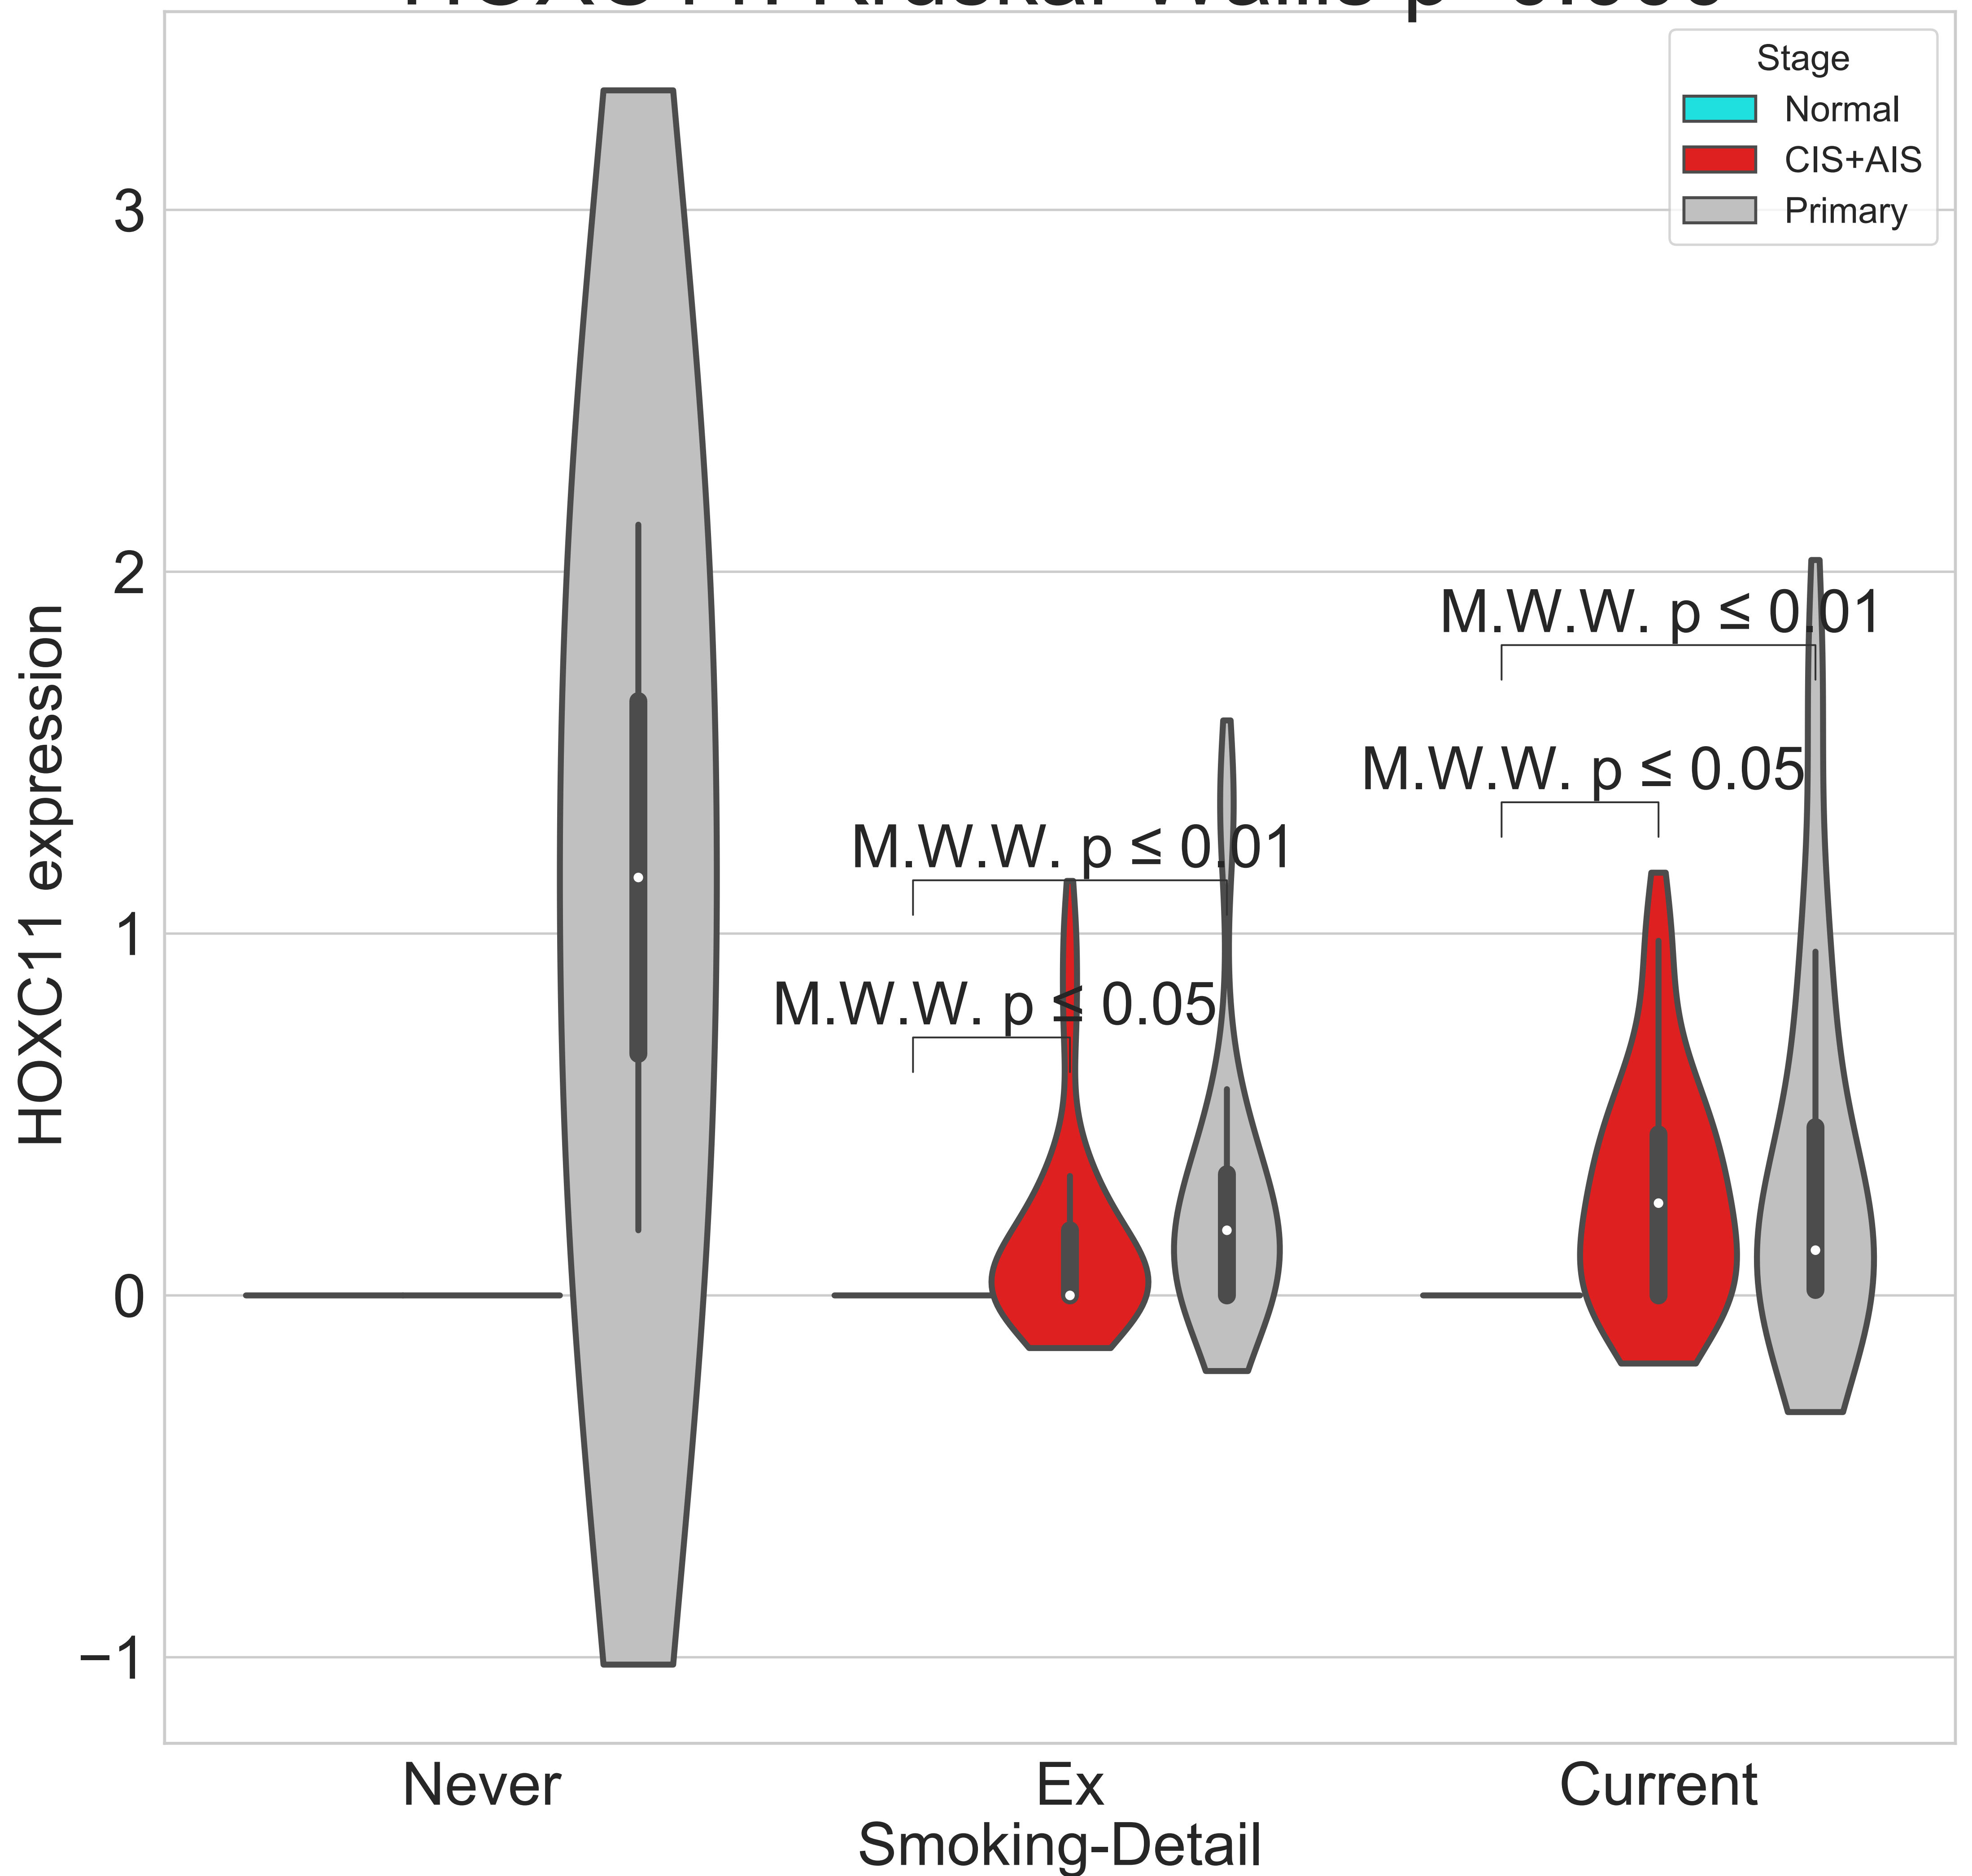 Stage
Normal
CIS+AIS
Primary
3
2
1
0
−1
HOXC11 expression
M.W.W. p ≤ 0.01
M.W.W. p ≤ 0.05
M.W.W. p ≤ 0.01
M.W.W. p ≤ 0.05
Never
Ex
Current
Smoking-Detail